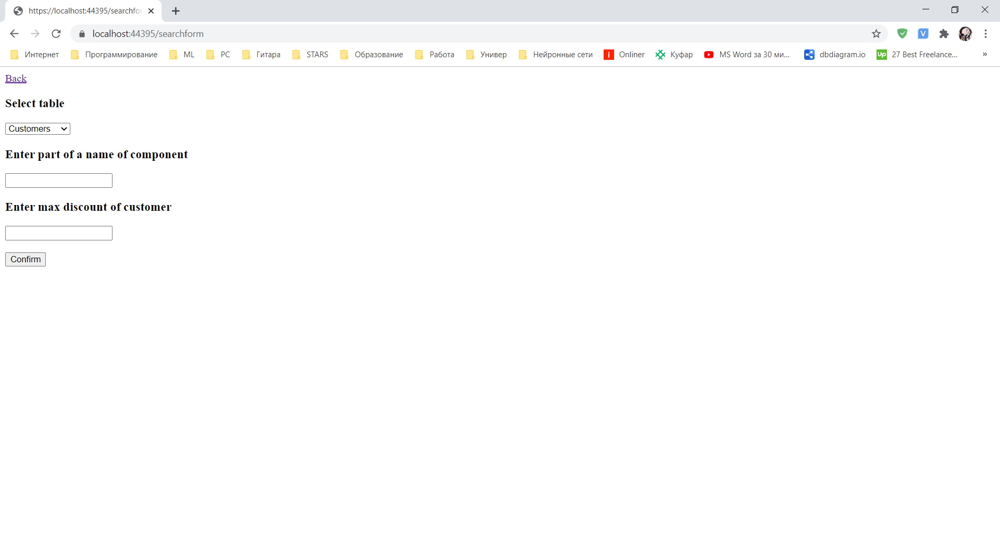 https://localhost:44395/searchfor
localhost:44395/searchform
Интернет Программирование ML PC Гитара STARS Образование Работа Универ Нейронные сети i Onliner Куфар MS Word за 30 ми... dbdiagram.io Up 27 Best Freelance... »
Back
Select table
Customers
Enter part of a name of component
Enter max discount of customer
Confirm